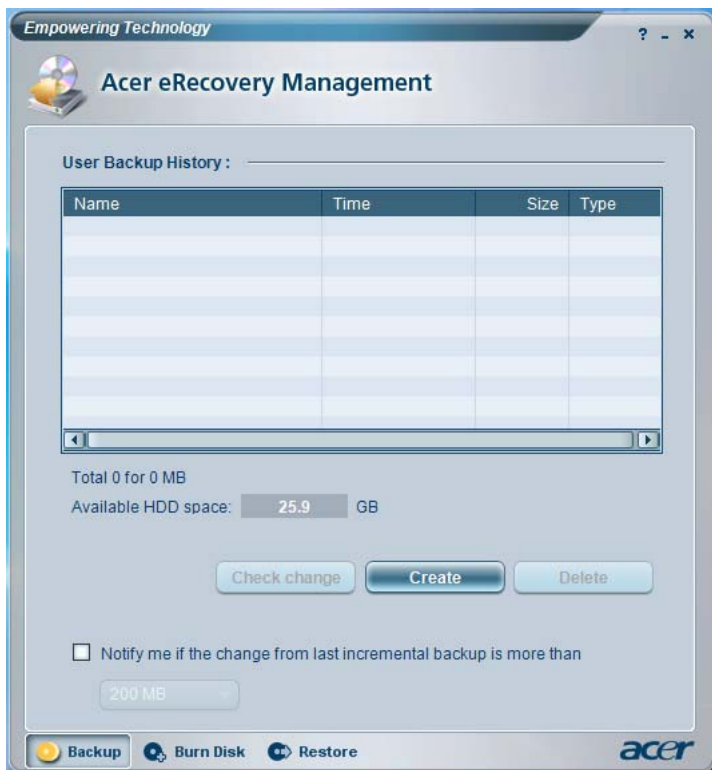 Empowering Technology
? - ×
Acer eRecovery Management
User Backup History :
Name Time Size Type
Total 0 for 0 MB
Available HDD space: 25.9 GB
Check change Create Delete
Notify me if the change from last incremental backup is more than
200 MB
Backup Burn Disk Restore acer